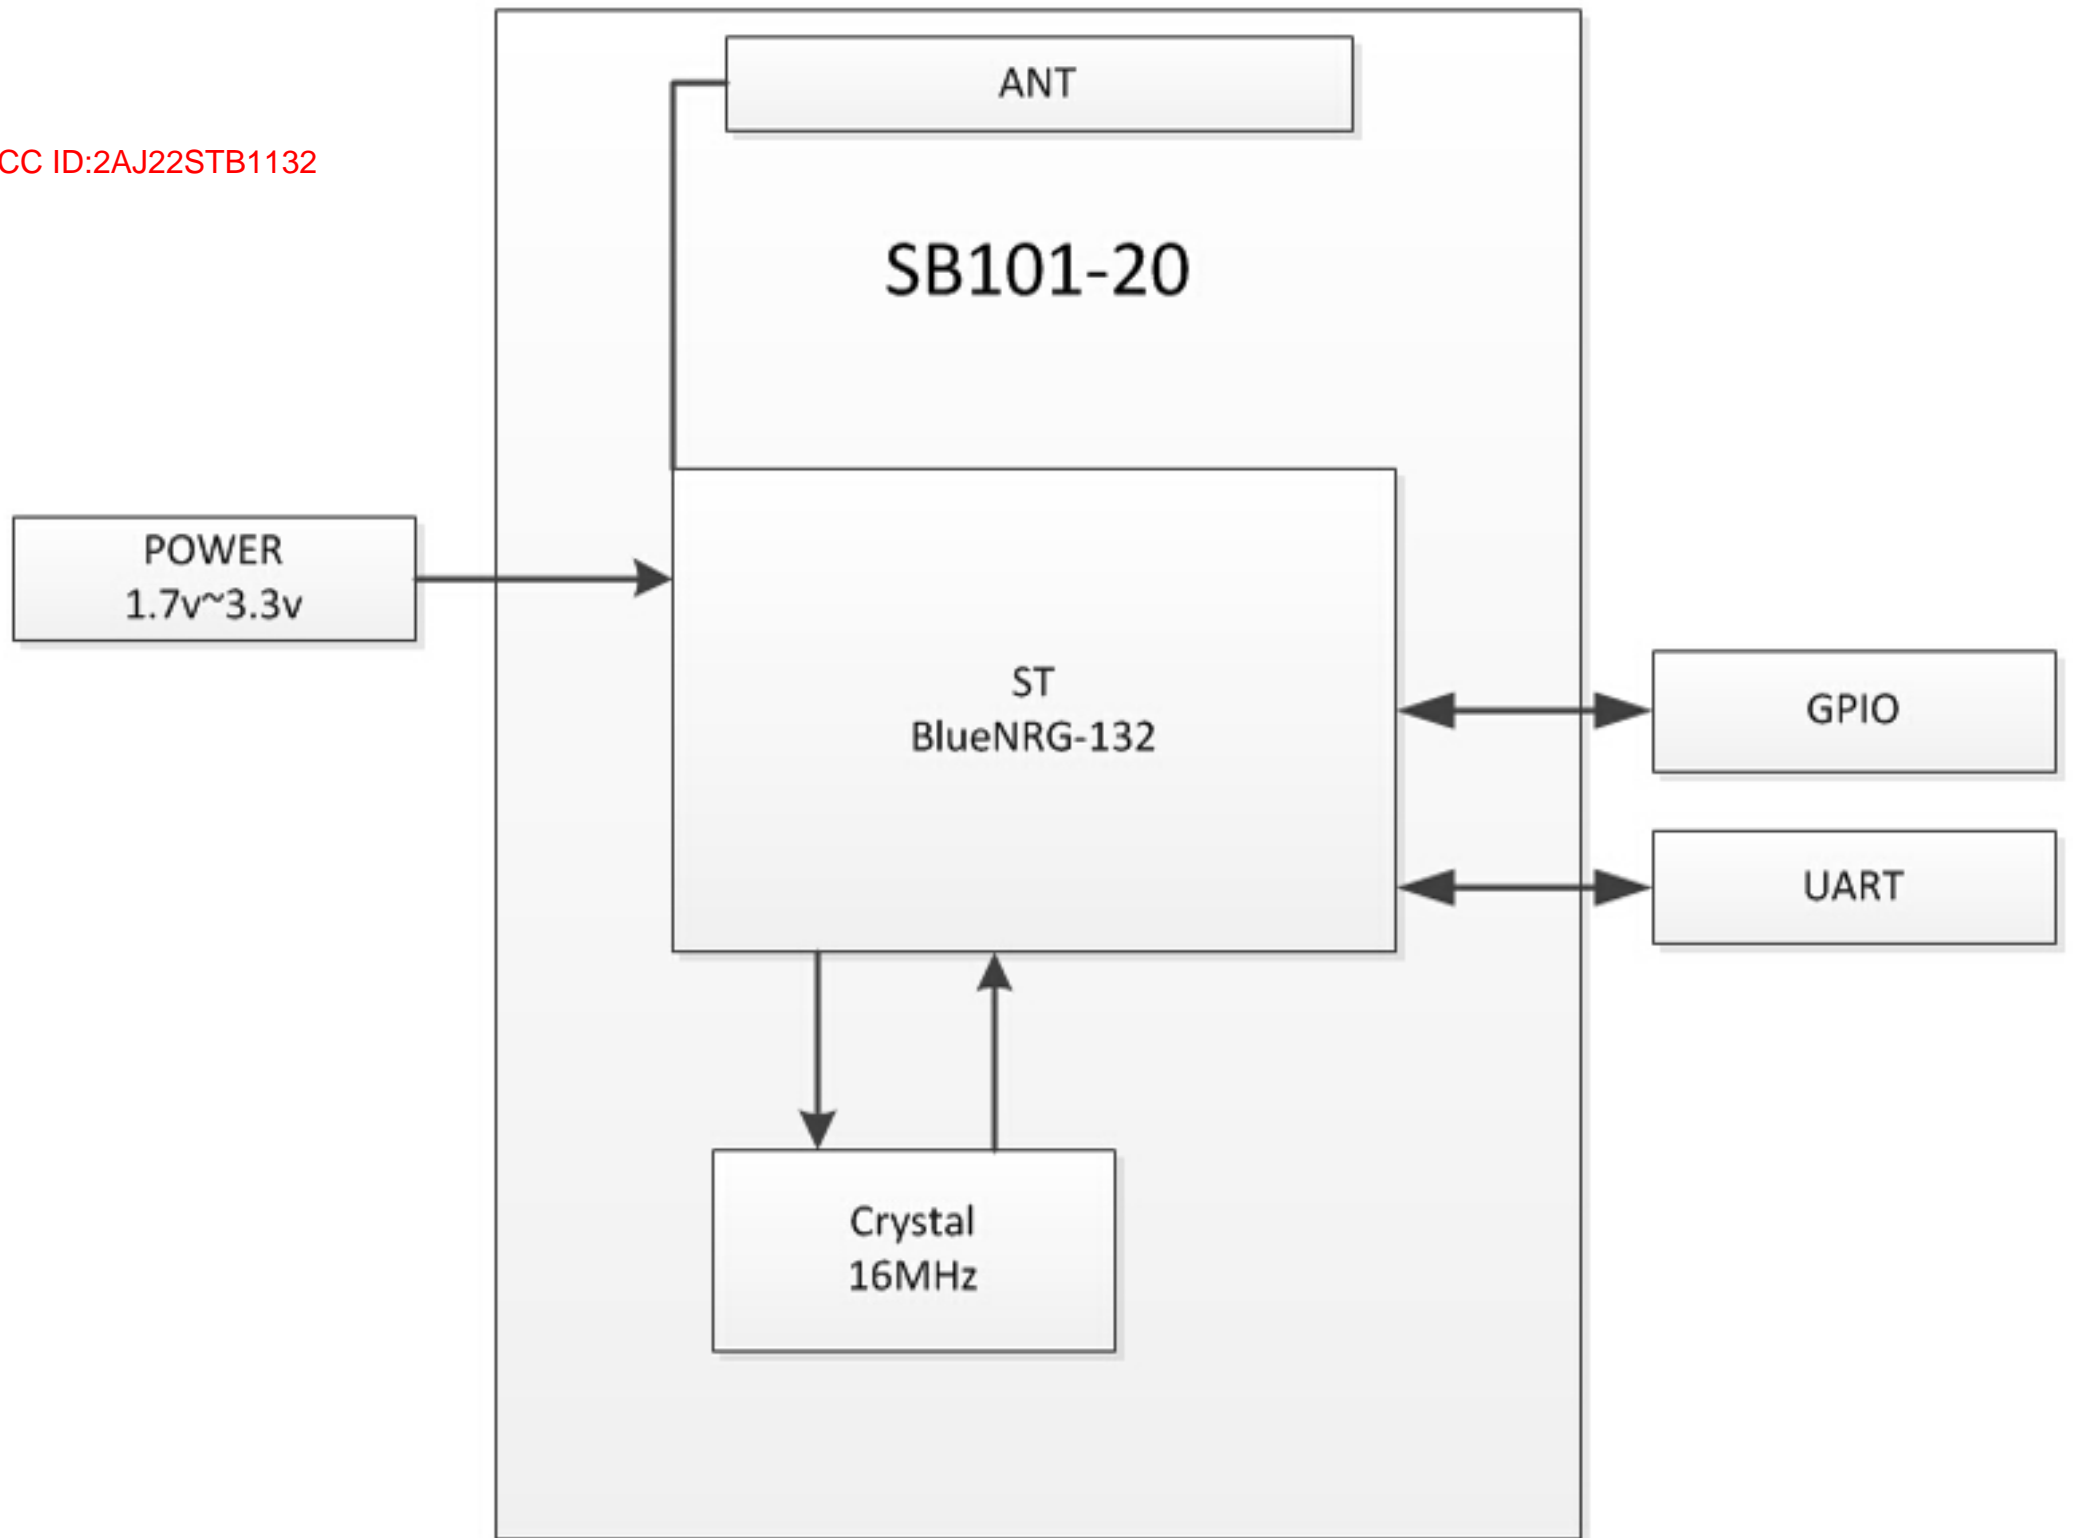 ANT
CC ID:2AJ22STB1132
SB101-20
POWER
1.7v~3.3v
ST
BlueNRG-132
GPIO
UART
Crystal
16MHz